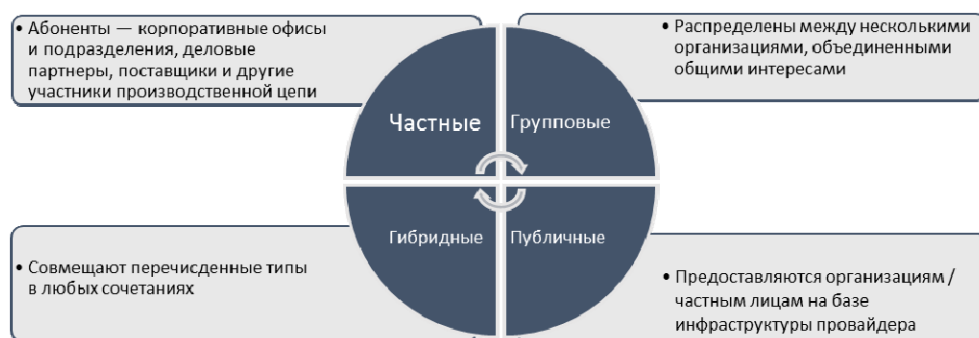 • Абоненты — корпоративные офисы
и подразделения, деловые
партнеры, поставщики и другие
участники производственной цепи
• Распределены между несколькими
организациями, объединенными
общими интересами
Частные
Групповые
Гибридные
Публичные
• Совмещают перечисденные типы
в любых сочетаниях
• Предоставляются организациям /
частным лицам на базе
инфраструктуры провайдера